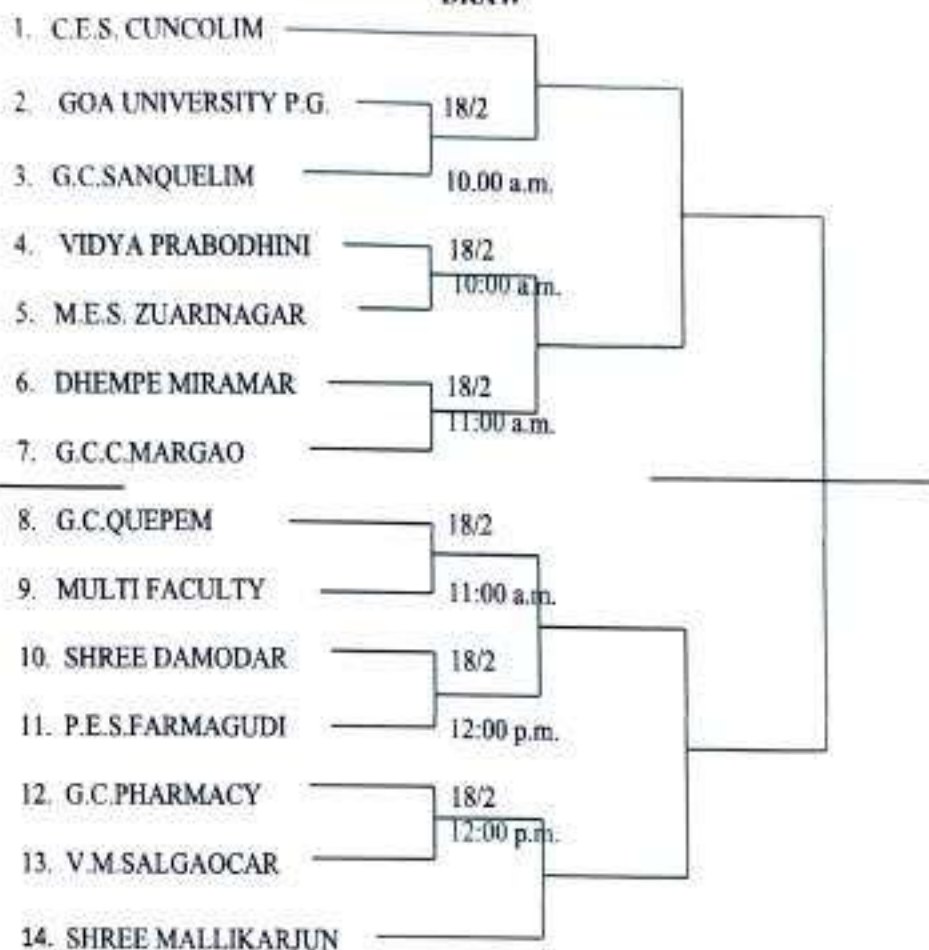 DRAW
1. C.E.S. CUNCOLIM
2. GOA UNIVERSITY P.G. 18/2
3. G.C.SANQUELIM 10.00 a.m.
4. VIDYA PRABODHINI 18/2
10:00 a.m.
5. M.E.S. ZUARINAGAR
6. DHEMPE MIRAMAR 18/2
11:00 a.m.
7. G.C.C.MARGAO
8. G.C.QUEPEM 18/2
9. MULTI FACULTY 11:00 a.m.
10. SHREE DAMODAR 18/2
11. P.E.S.FARMAGUDI 12:00 p.m.
12. G.C.PHARMACY 18/2
12:00 p.m.
13. V.M.SALGAOCAR
14. SHREE MALLIKARJUN